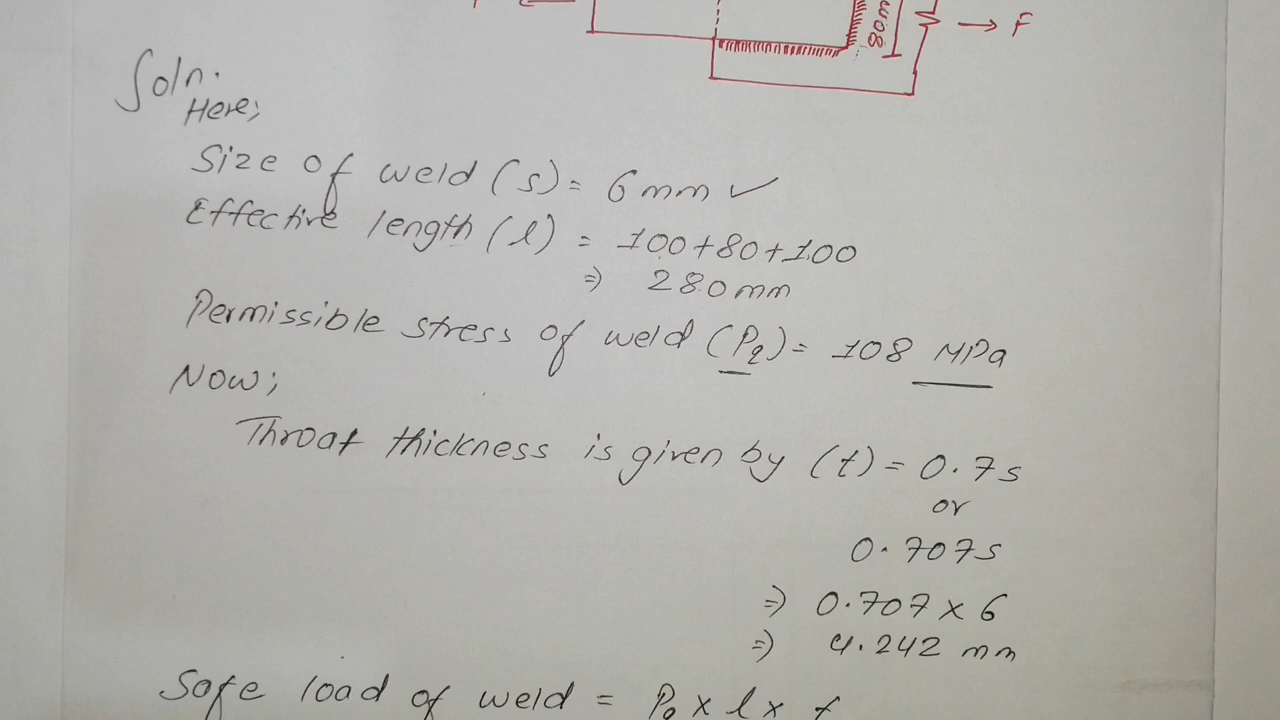 80m
→ F
Soln.
Here;
Size of weld (s) = 6mm ✓
Effective length (l) = 100+80+100
⇒ 280mm
Permissible stress of weld (Pq) = 108 MPa
Now;
Throat thickness is given by (t) = 0.7s
or
0.707s
⇒ 0.707 × 6
⇒ 4.242 mm
Safe load of weld = Pq × l × t